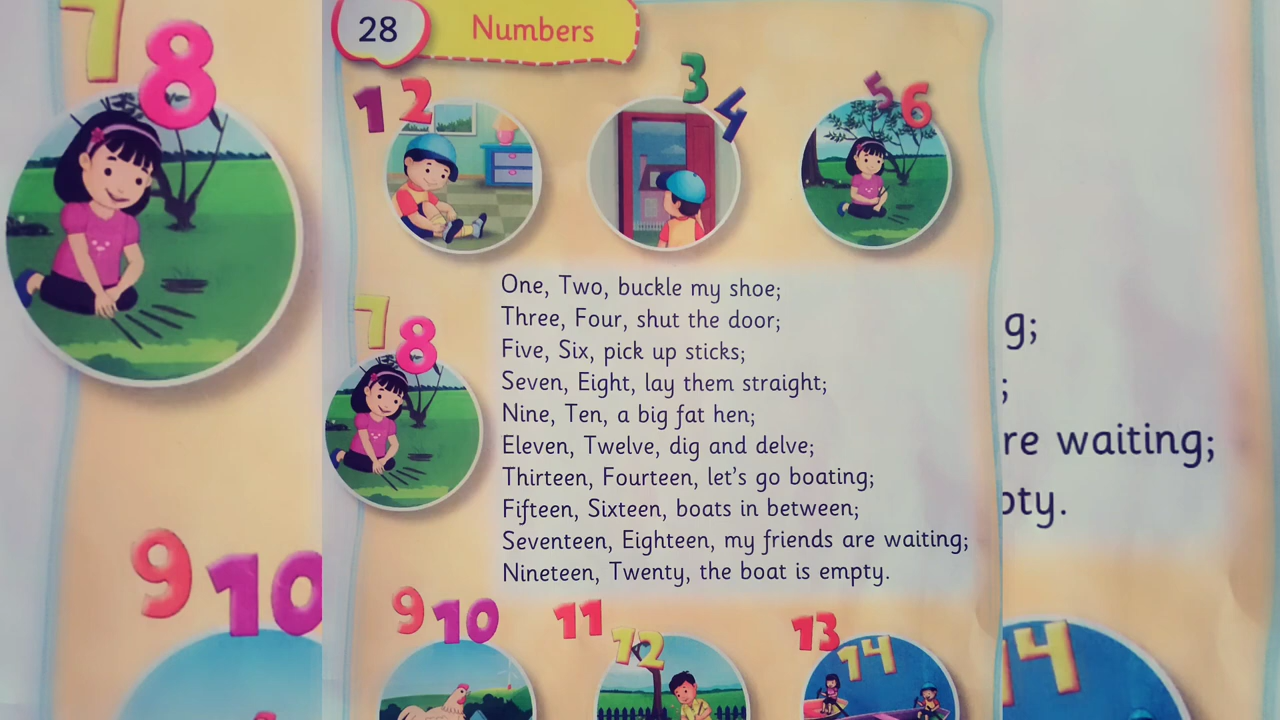 28
Numbers
1 2
3 4
5 6
One, Two, buckle my shoe;
Three, Four, shut the door;
Five, Six, pick up sticks;
Seven, Eight, lay them straight;
Nine, Ten, a big fat hen;
Eleven, Twelve, dig and delve;
Thirteen, Fourteen, let's go boating;
Fifteen, Sixteen, boats in between;
Seventeen, Eighteen, my friends are waiting;
Nineteen, Twenty, the boat is empty.
7 8
9 10
11 12
13 14
7 8
9 10
waiting;
14